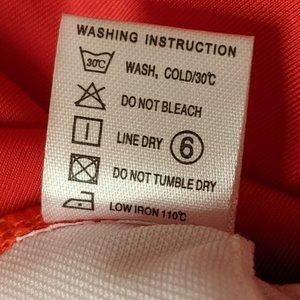 WASHING INSTRUCTION
30℃ WASH, COLD/30℃
DO NOT BLEACH
LINE DRY 6
DO NOT TUMBLE DRY
LOW IRON 110℃